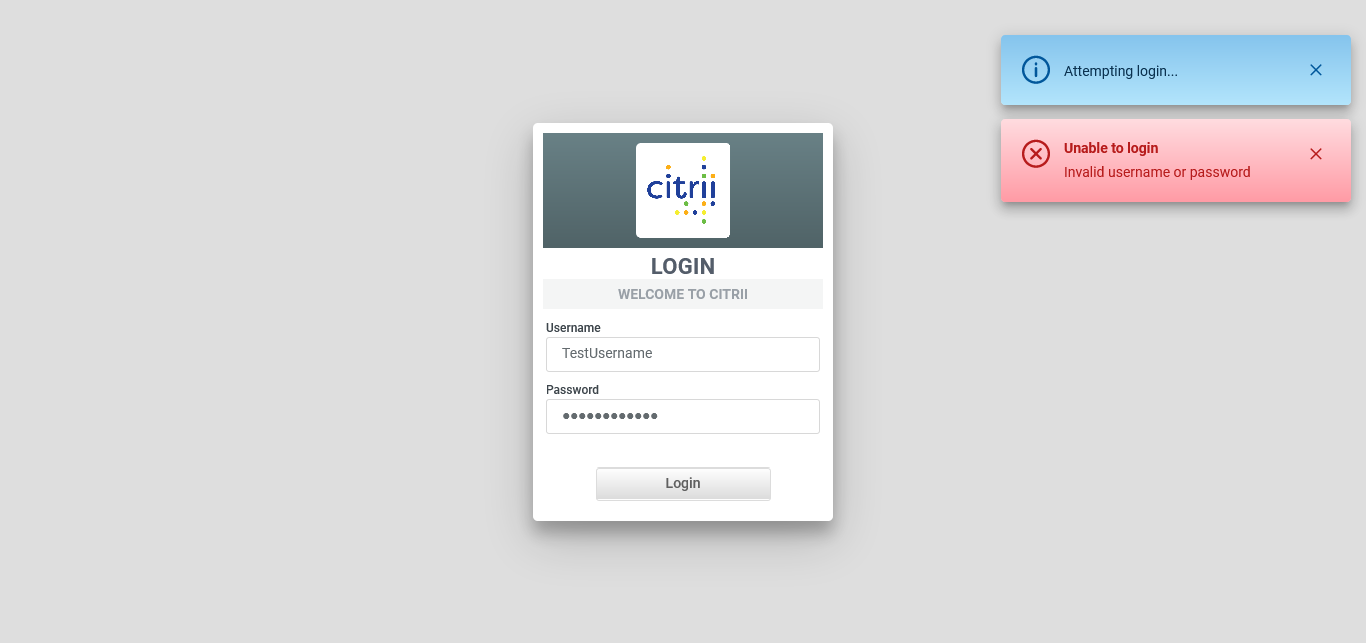 citrii
LOGIN
WELCOME TO CITRII
Username
TestUsername
Password
••••••••••••
Login
Attempting login...
Unable to login
Invalid username or password